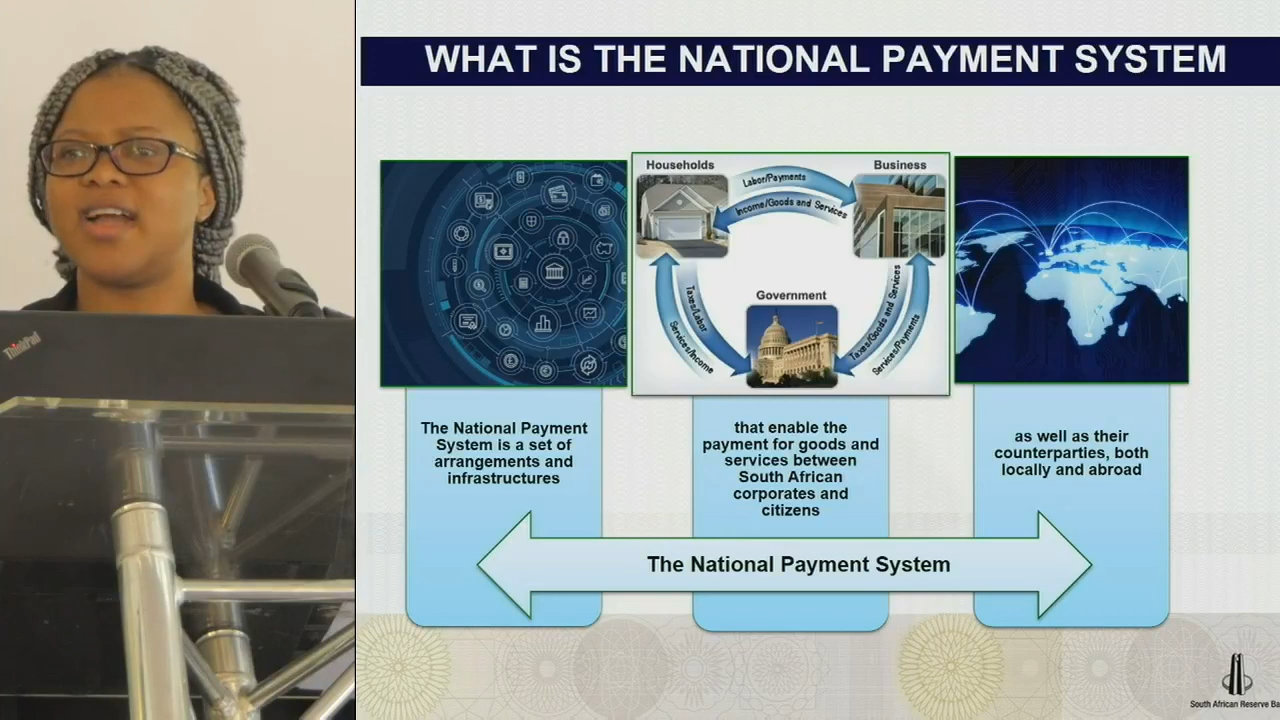 WHAT IS THE NATIONAL PAYMENT SYSTEM
ThinkPad
Households
Business
Labor/Payments
Income/Goods and Services
Government
Taxes/Labor
Services/Income
Taxes/Goods and Services
Services/Payments
The National Payment
System is a set of
arrangements and
infrastructures
that enable the
payment for goods and
services between
South African
corporates and
citizens
as well as their
counterparties, both
locally and abroad
The National Payment System
South African Reserve Ba